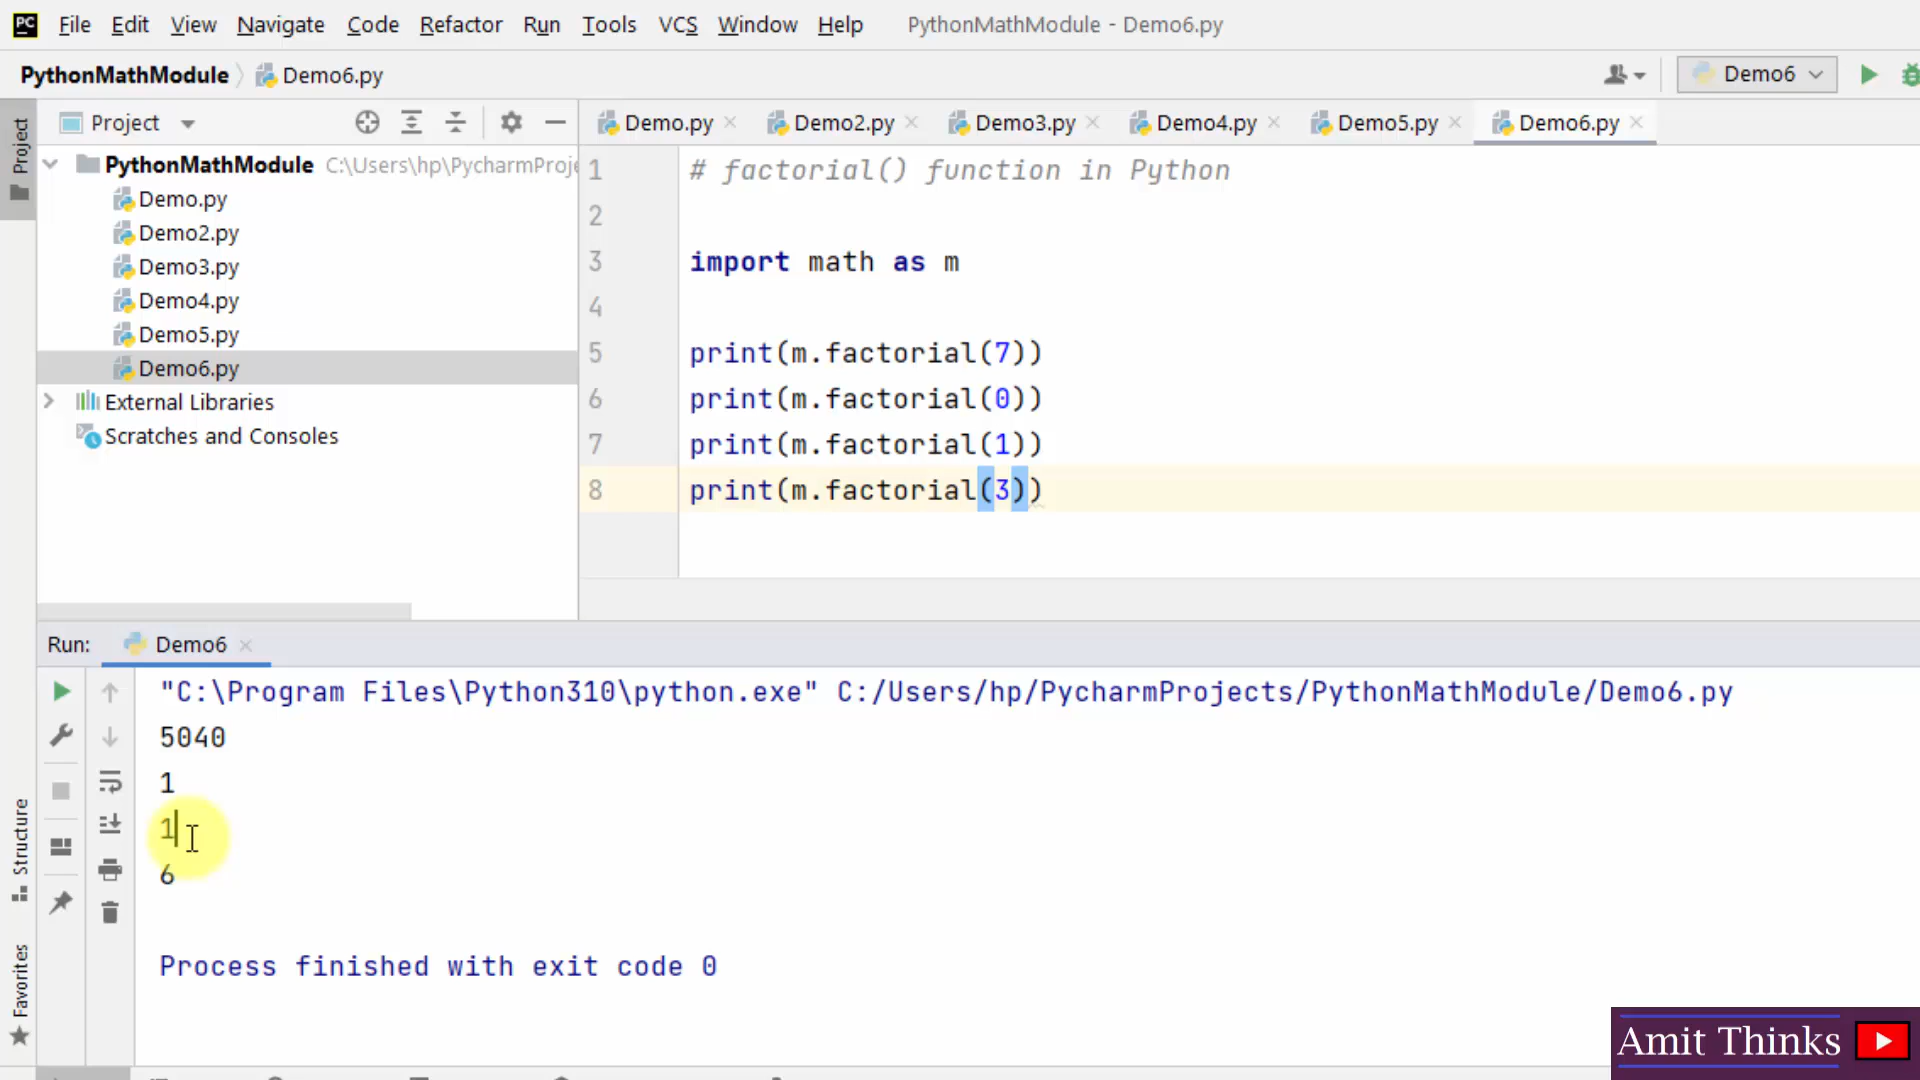 File Edit View Navigate Code Refactor Run Tools VCS Window Help PythonMathModule - Demo6.py
PythonMathModule Demo6.py
Demo6
Project
Project
Demo.py Demo2.py Demo3.py Demo4.py Demo5.py Demo6.py
PythonMathModule C:\Users\hp\PycharmProje
Demo.py
Demo2.py
Demo3.py
Demo4.py
Demo5.py
Demo6.py
External Libraries
Scratches and Consoles
1 # factorial() function in Python
2
3 import math as m
4
5 print(m.factorial(7))
6 print(m.factorial(0))
7 print(m.factorial(1))
8 print(m.factorial(3))
Run: Demo6
"C:\Program Files\Python310\python.exe" C:/Users/hp/PycharmProjects/PythonMathModule/Demo6.py
5040
1
1
6
Process finished with exit code 0
Structure
Favorites
Amit Thinks